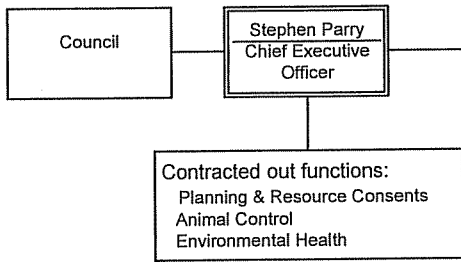 Council
Stephen Parry
Chief Executive
Officer
Contracted out functions:
Planning & Resource Consents
Animal Control
Environmental Health